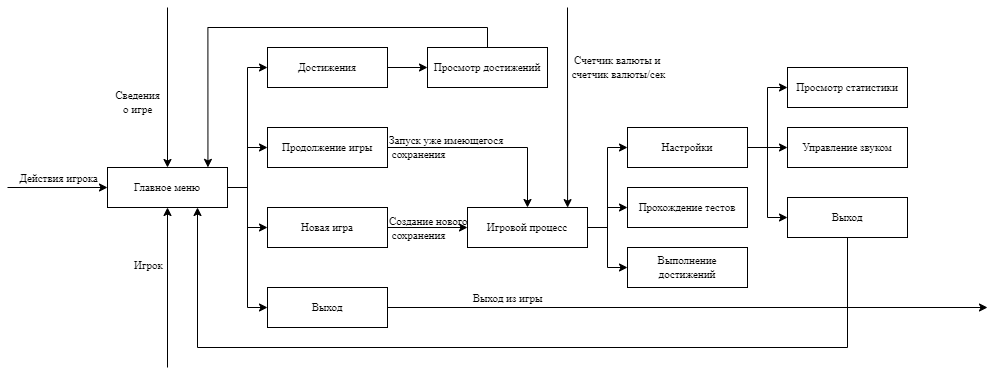 Достижения
Просмотр достижений
Счетчик валюты и
счетчик валюты/сек
Просмотр статистики
Сведения
о игре
Продолжение игры
Запуск уже имеющегося
сохранения
Настройки
Управление звуком
Действия игрока
Главное меню
Прохождение тестов
Новая игра
Создание нового
сохранения
Игровой процесс
Выход
Игрок
Выполнение
достижений
Выход
Выход из игры